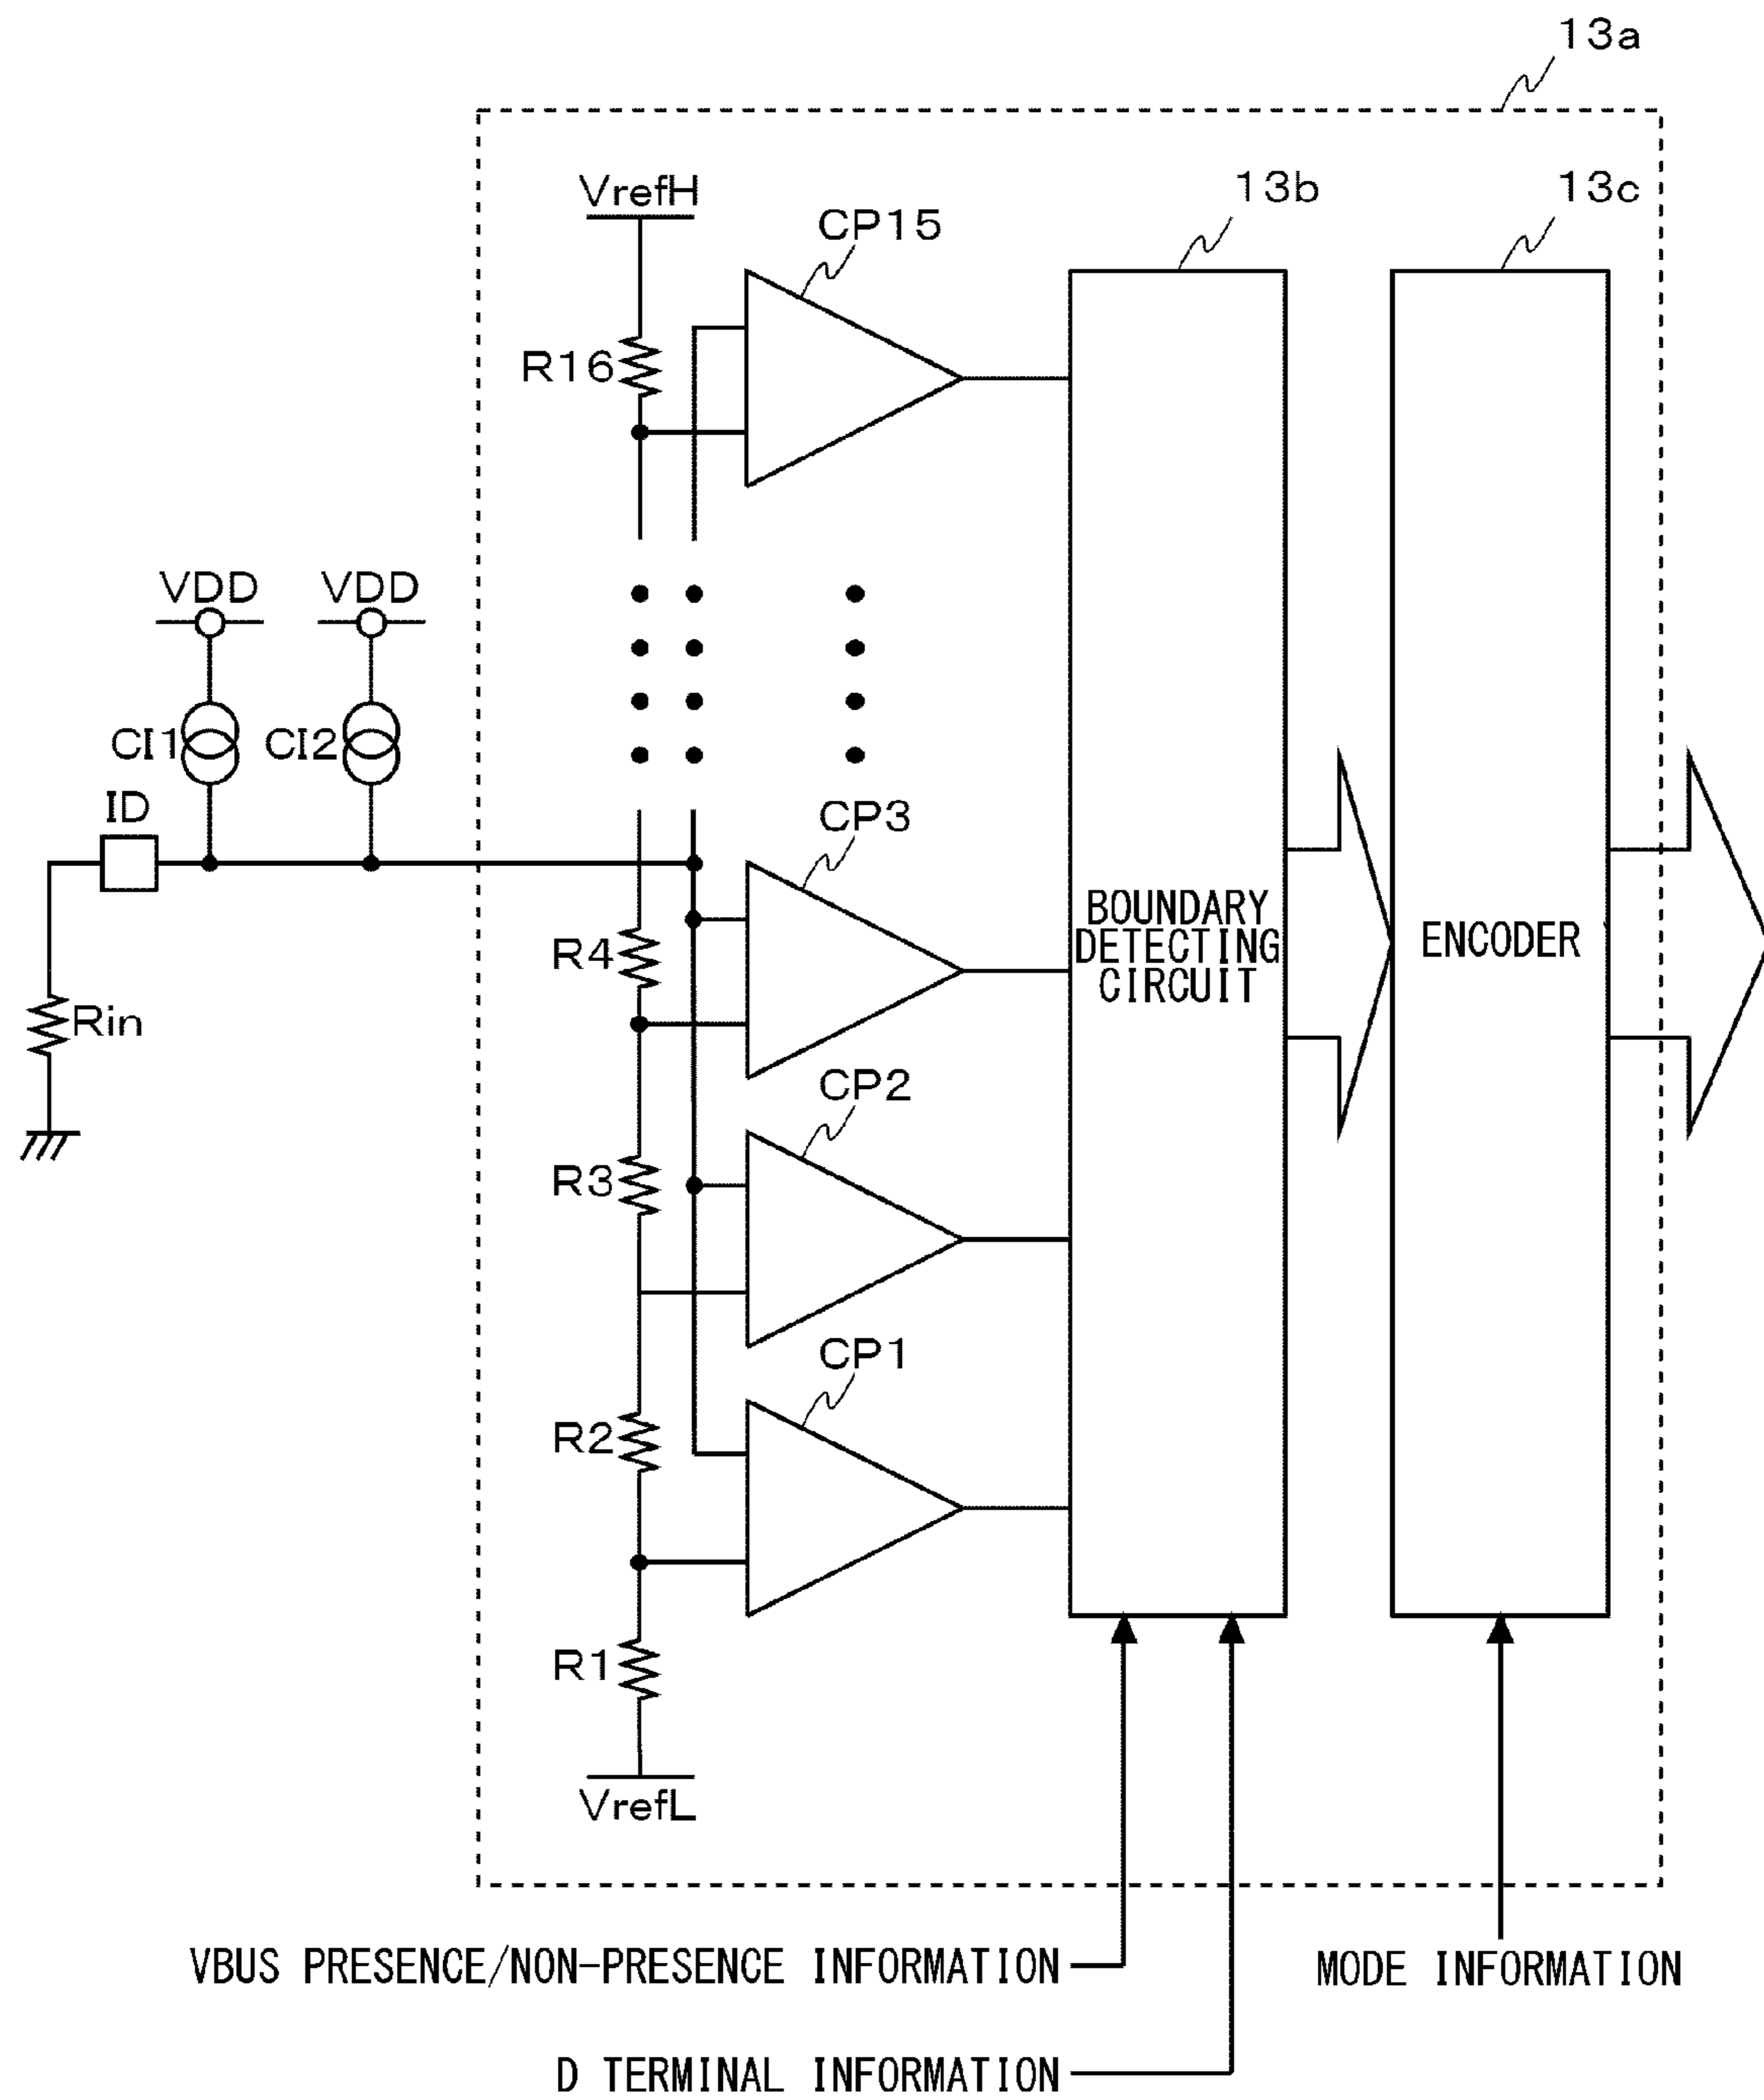 13a
VrefH
CP15
13b
13c
R16
VDD
VDD
CI1
CI2
ID
CP3
R4
BOUNDARY
DETECTING
CIRCUIT
ENCODER
Rin
CP2
R3
CP1
R2
R1
VrefL
VBUS PRESENCE/NON-PRESENCE INFORMATION
MODE INFORMATION
D TERMINAL INFORMATION